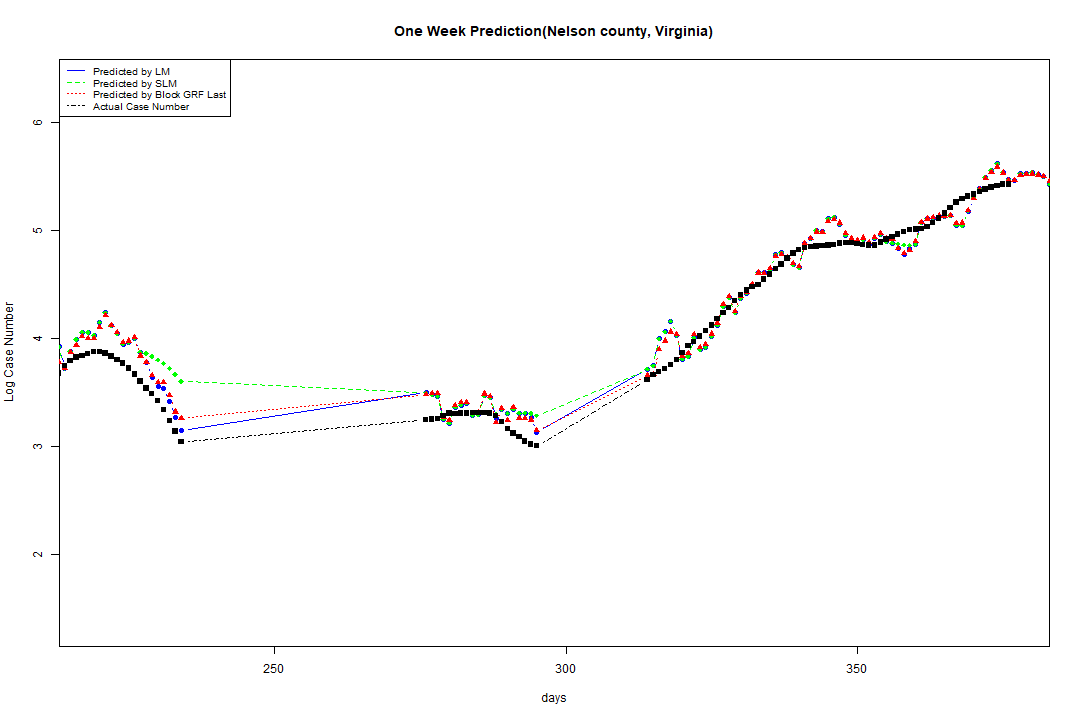 One Week Prediction(Nelson county, Virginia)
Predicted by LM
Predicted by SLM
Predicted by Block GRF Last
Actual Case Number
6
5
4
3
2
Log Case Number
250
300
350
days